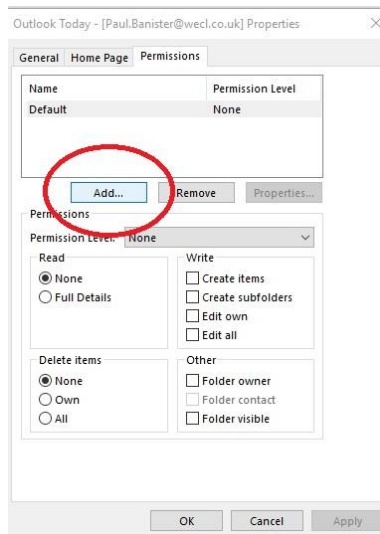 Outlook Today - [Paul.Banister@wecl.co.uk] Properties
General Home Page Permissions
Name Permission Level
Default None
Add... Remove Properties...
Permissions
Permission Level: None
Read Write
None Create items
Full Details Create subfolders
Edit own
Edit all
Delete items Other
None Folder owner
Own Folder contact
All Folder visible
OK Cancel Apply